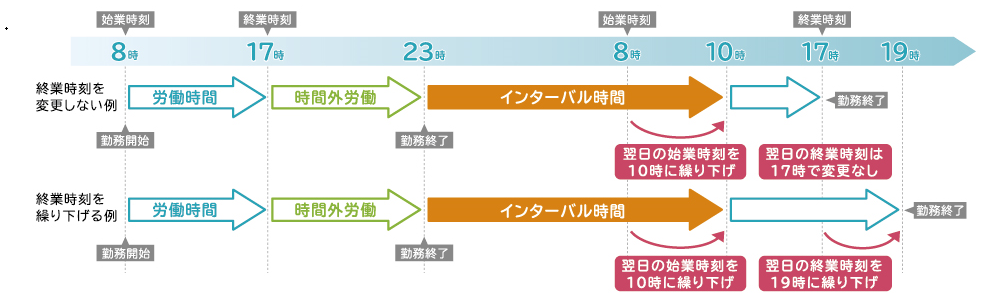 始業時刻
終業時刻
始業時刻
終業時刻
8時
17時
23時
8時
10時
17時
19時
終業時刻を
変更しない例
労働時間
時間外労働
インターバル時間
勤務終了
勤務開始
勤務終了
翌日の始業時刻を
10時に繰り下げ
翌日の終業時刻は
17時で変更なし
終業時刻を
繰り下げる例
労働時間
時間外労働
インターバル時間
勤務終了
勤務開始
勤務終了
翌日の始業時刻を
10時に繰り下げ
翌日の終業時刻を
19時に繰り下げ